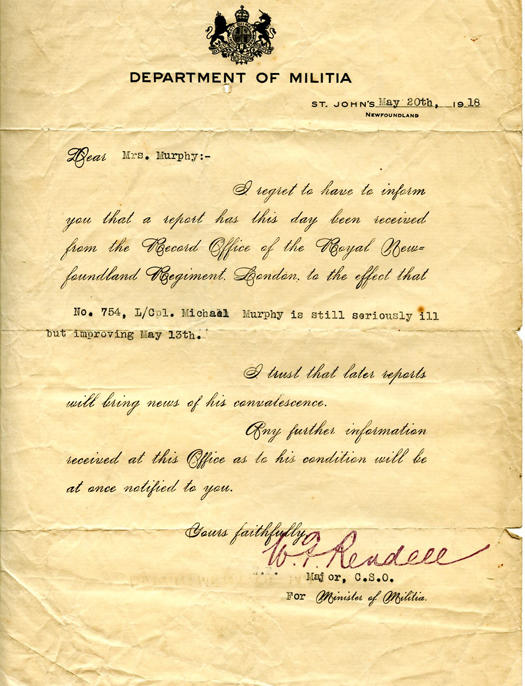 DEPARTMENT OF MILITIA
ST. JOHN'S May 20th, 1918
NEWFOUNDLAND
Dear Mrs. Murphy:-
I regret to have to inform
you that a report has this day been received
from the Record Office of the Royal New=
foundland Regiment, London, to the effect that
No. 754, L/Cpl. Michael Murphy is still seriously ill
but improving May 13th.
I trust that later reports
will bring news of his convalescence.
Any further information
received at this Office as to his condition will be
at once notified to you.
Yours faithfully,
W. F. Rendell
Major, C.S.O.
For Minister of Militia.